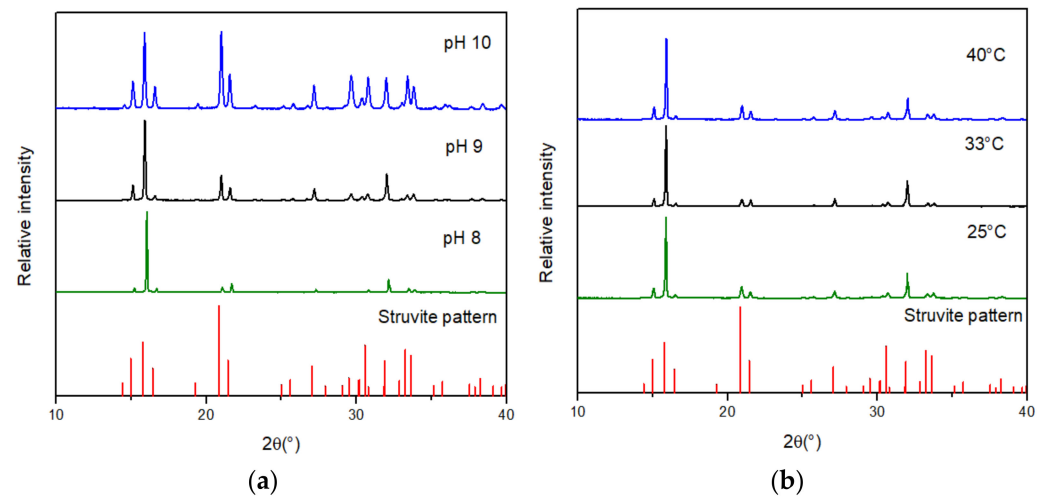 pH 10
pH 9
pH 8
Struvite pattern
Relative intensity
10 20 30 40
2θ(°)
(a)
40°C
33°C
25°C
Struvite pattern
Relative intensity
10 20 30 40
2θ(°)
(b)